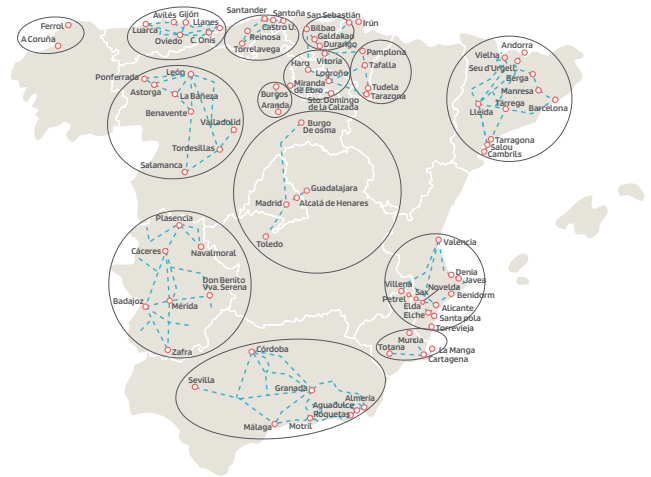 Ferrol
A Coruña
Avilés Gijón
Llanes
Luarca
Oviedo
C. Onis
Santander
Santoña
Castro U.
Reinosa
Torrelavega
San Sebastián
Irún
Bilbao
Galdakao
Durango
Vitoria
Haro
Logroño
Miranda
de Ebro
Sto. Domingo
de la Calzada
Pamplona
Tafalla
Tudela
Tarazona
Burgos
Aranda
León
Ponferrada
Astorga
La Bañeza
Benavente
Valladolid
Tordesillas
Salamanca
Andorra
Vielha
Seu d'Urgell
Berga
Manresa
Lleida
Tàrrega
Barcelona
Tarragona
Salou
Cambrils
Burgo
De osma
Guadalajara
Madrid
Alcalá de Henares
Toledo
Plasencia
Cáceres
Navalmoral
Don Benito
Vva. Serena
Badajoz
Mérida
Zafra
Valencia
Denia
Javea
Villena
Novelda
Sax
Petrel
Benidorm
Elda
Elche
Alicante
Santa pola
Torrevieja
Murcia
Totana
La Manga
Cartagena
Córdoba
Sevilla
Granada
Almería
Aguadulce
Roquetas
Málaga
Motril